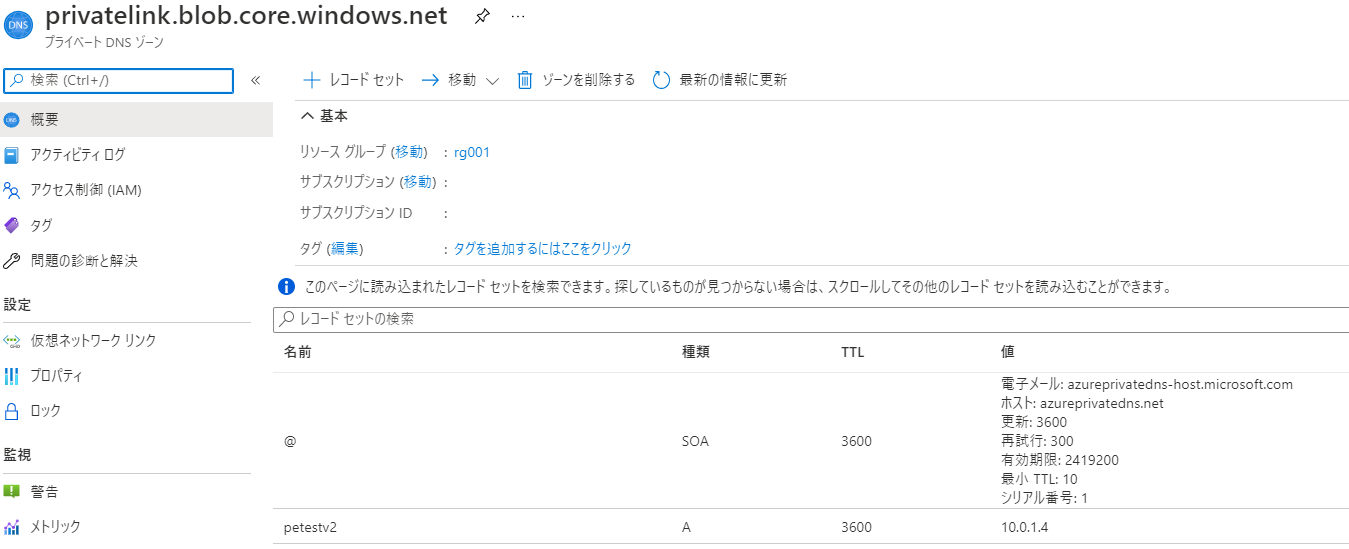 DNS
privatelink.blob.core.windows.net
プライベート DNS ゾーン
検索 (Ctrl+/)
«
概要
アクティビティ ログ
アクセス制御 (IAM)
タグ
問題の診断と解決
設定
仮想ネットワーク リンク
プロパティ
ロック
監視
警告
メトリック
レコード セット
移動
ゾーンを削除する
最新の情報に更新
基本
リソース グループ (移動) : rg001
サブスクリプション (移動) :
サブスクリプション ID :
タグ (編集) : タグを追加するにはここをクリック
このページに読み込まれたレコード セットを検索できます。探しているものが見つからない場合は、スクロールしてその他のレコード セットを読み込むことができます。
レコード セットの検索
名前 種類 TTL 値
@ SOA 3600
電子メール: azureprivatedns-host.microsoft.com
ホスト: azureprivatedns.net
更新: 3600
再試行: 300
有効期限: 2419200
最小 TTL: 10
シリアル番号: 1
petestv2 A 3600 10.0.1.4